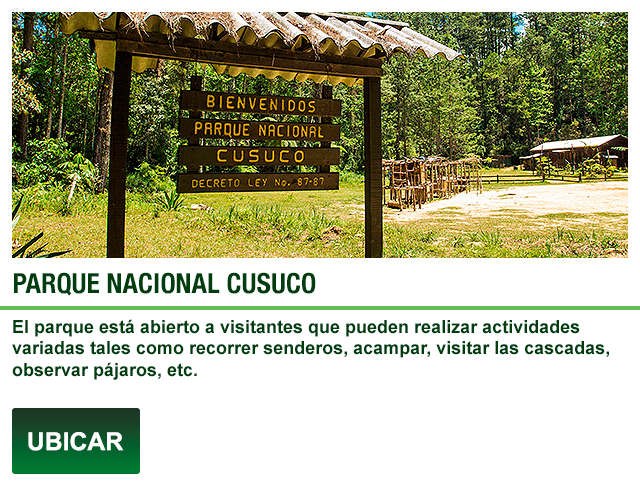 BIENVENIDOS
PARQUE NACIONAL
CUSUCO
DECRETO LEY No. 87-87
PARQUE NACIONAL CUSUCO
El parque está abierto a visitantes que pueden realizar actividades
variadas tales como recorrer senderos, acampar, visitar las cascadas,
observar pájaros, etc.
UBICAR